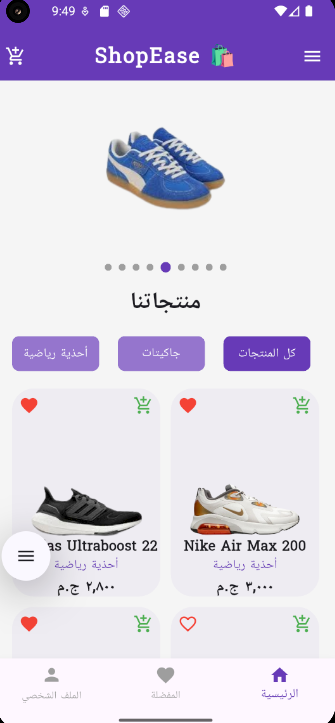 9:49
ShopEase
منتجاتنا
كل المنتجات
جاكيتات
أحذية رياضية
Nike Air Max 200
أحذية رياضية
٣,٠٠٠ ج.م
as Ultraboost 22
أحذية رياضية
٢,٨٠٠ ج.م
الرئيسية
المفضلة
الملف الشخصي